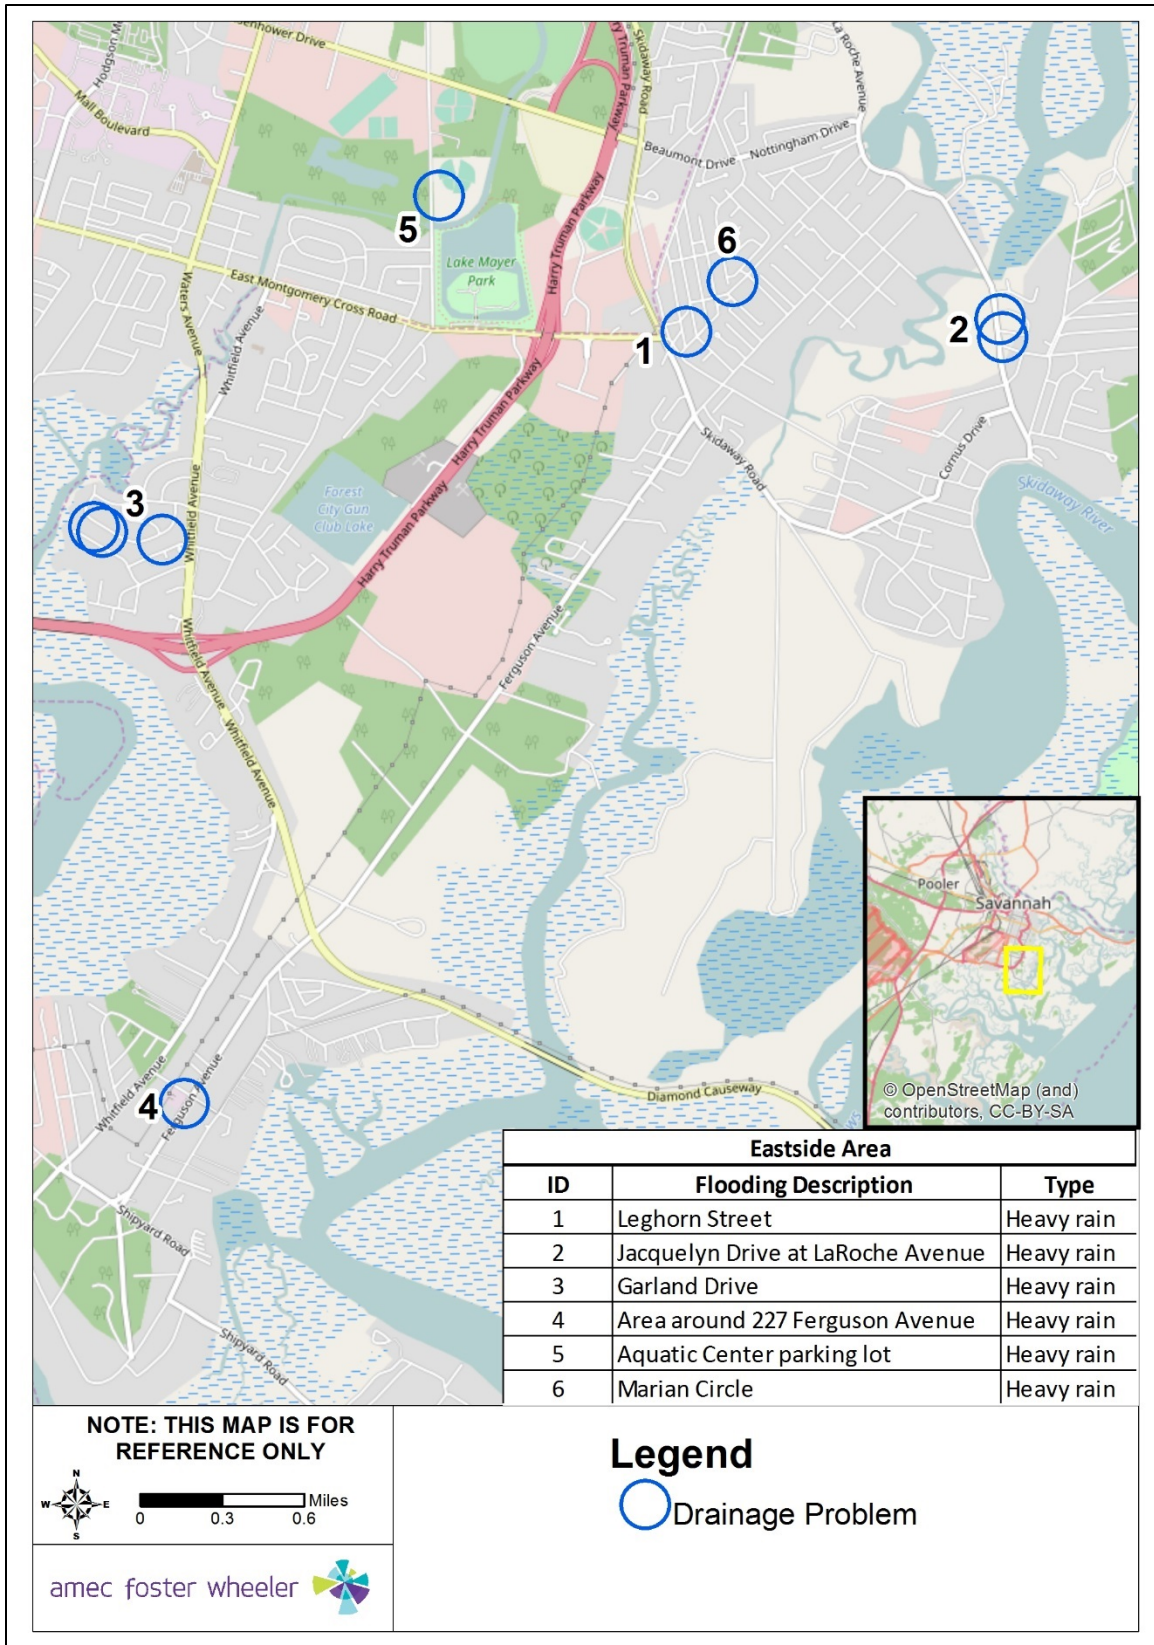 senhower Drive
Hodgson Me
Mall Boulevard
Harry Truman Parkway
ry Truman Parkway
Skidaway Road
La Roche Avenue
Beaumont Drive
Nottingham Drive
5
6
Lake Mayer
Park
Harry Truman Parkway
Waters Avenue
East Montgomery Cross Road
Whitfield Avenue
1
2
Skidaway Road
Cornus Drive
Skidaway River
Harry Truman Parkway
3
Forest
City Gun
Club Lake
Whitfield Avenue
Harry Truman Parkway
Ferguson Avenue
Whitfield Avenue
Whitfield Avenue
Pooler
Savannah
© OpenStreetMap (and)
contributors, CC-BY-SA
Whitfield Avenue
Ferguson Avenue
4
Diamond Causeway
ws
Shipyard Road
Shipyard Road
Eastside Area
ID Flooding Description Type
1 Leghorn Street Heavy rain
2 Jacquelyn Drive at LaRoche Avenue Heavy rain
3 Garland Drive Heavy rain
4 Area around 227 Ferguson Avenue Heavy rain
5 Aquatic Center parking lot Heavy rain
6 Marian Circle Heavy rain
NOTE: THIS MAP IS FOR
REFERENCE ONLY
N
W E
S
Miles
0 0.3 0.6
Legend
Drainage Problem
amec foster wheeler